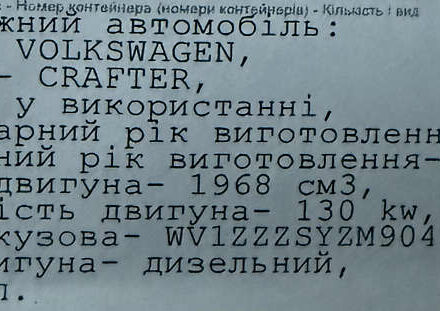 - Номер контейнера (номери контейнерів) - Кількість і вид
жний автомобіль:
VOLKSWAGEN,
- CRAFTER,
у використанні,
арний рік виготовленн
ний рік виготовлення-
двигуна- 1968 см3,
ість двигуна- 130 kw,
кузова- WV1ZZZSYZM904
игуна- дизельний,
л.